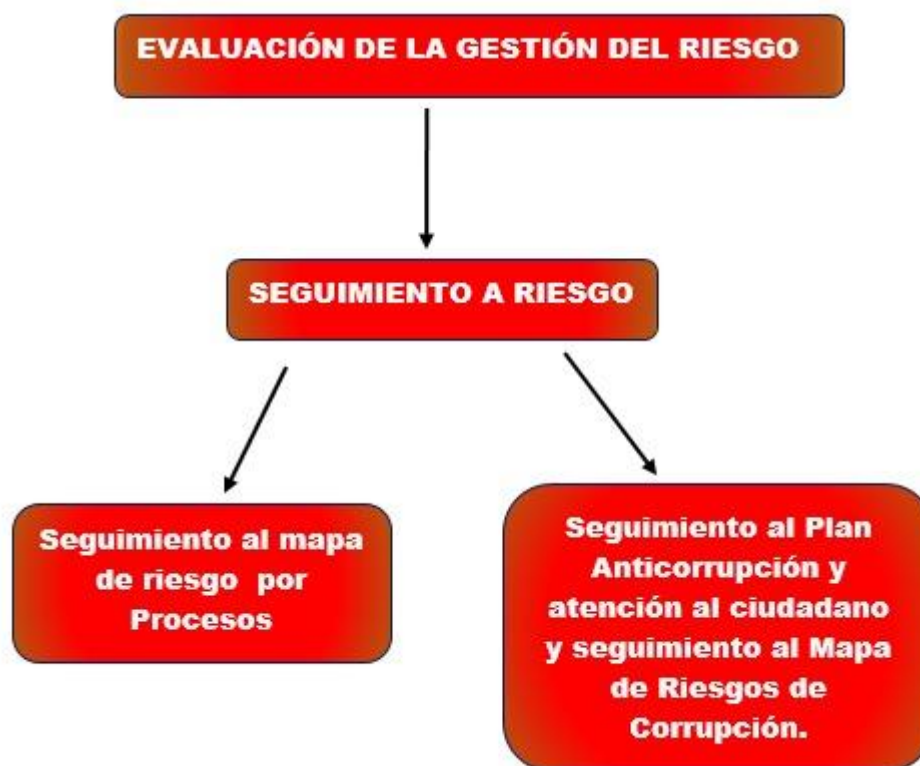 EVALUACIÓN DE LA GESTIÓN DEL RIESGO
SEGUIMIENTO A RIESGO
Seguimiento al mapa
de riesgo por
Procesos
Seguimiento al Plan
Anticorrupción y
atención al ciudadano
y seguimiento al Mapa
de Riesgos de
Corrupción.